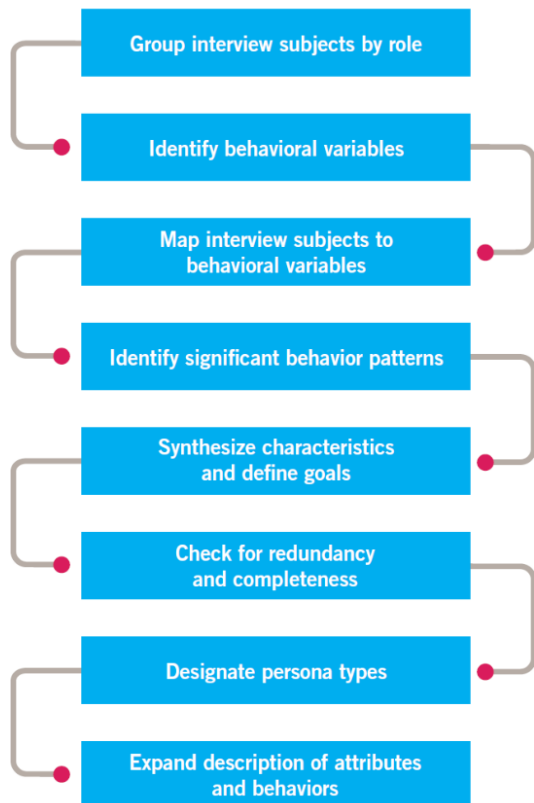 Group interview subjects by role
Identify behavioral variables
Map interview subjects to
behavioral variables
Identify significant behavior patterns
Synthesize characteristics
and define goals
Check for redundancy
and completeness
Designate persona types
Expand description of attributes
and behaviors